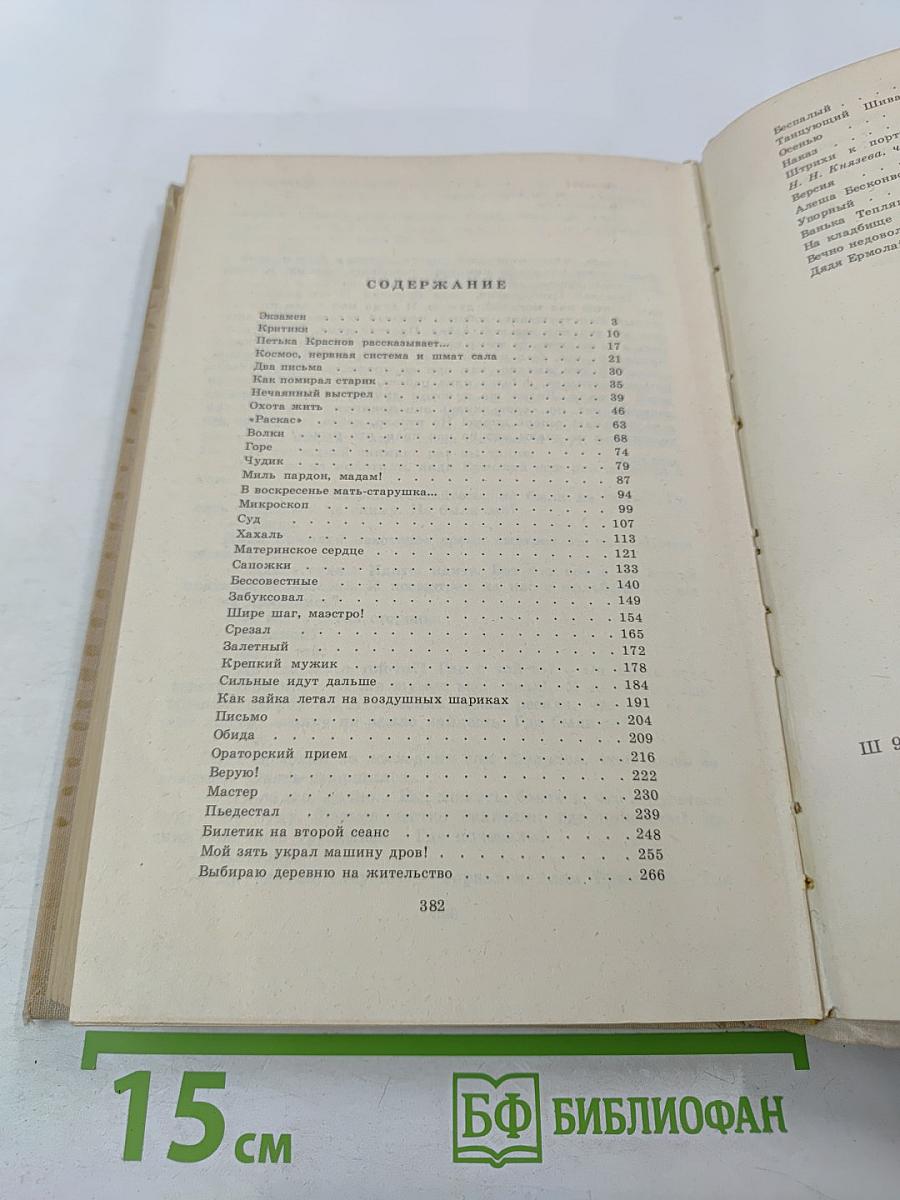 СОДЕРЖАНИЕ
Экзамен . . . . . . . . . . . . . . . . 3
Критики . . . . . . . . . . . . . . . . 10
Петька Краснов рассказывает... . . . . . . . . 17
Космос, нервная система и шмат сала . . . . . . 21
Два письма . . . . . . . . . . . . . . . 30
Как помирал старик . . . . . . . . . . . . 35
Нечаянный выстрел . . . . . . . . . . . . 39
Охота жить . . . . . . . . . . . . . . . 46
«Раскас» . . . . . . . . . . . . . . . . 63
Волки . . . . . . . . . . . . . . . . . 68
Горе . . . . . . . . . . . . . . . . . 74
Чудик . . . . . . . . . . . . . . . . . 79
Миль пардон, мадам! . . . . . . . . . . . . 87
В воскресенье мать-старушка... . . . . . . . . 94
Микроскоп . . . . . . . . . . . . . . . 99
Суд . . . . . . . . . . . . . . . . . 107
Хахаль . . . . . . . . . . . . . . . . 113
Материнское сердце . . . . . . . . . . . . 121
Сапожки . . . . . . . . . . . . . . . . 133
Бессовестные . . . . . . . . . . . . . . 140
Забуксовал . . . . . . . . . . . . . . . 149
Шире шаг, маэстро! . . . . . . . . . . . . 154
Срезал . . . . . . . . . . . . . . . . 165
Залетный . . . . . . . . . . . . . . . 172
Крепкий мужик . . . . . . . . . . . . . 178
Сильные идут дальше . . . . . . . . . . . 184
Как зайка летал на воздушных шариках . . . . . . 191
Письмо . . . . . . . . . . . . . . . . 204
Обида . . . . . . . . . . . . . . . . 209
Ораторский прием . . . . . . . . . . . . 216
Верую! . . . . . . . . . . . . . . . . 222
Мастер . . . . . . . . . . . . . . . . 230
Пьедестал . . . . . . . . . . . . . . . 239
Билетик на второй сеанс . . . . . . . . . . 248
Мой зять украл машину дров! . . . . . . . . . 255
Выбираю деревню на жительство . . . . . . . . 266
382
Беспалый . . . .
Танцующий Шива
Осенью . . .
Наказ . . . .
Штрихи к порт
Н. Н. Князева, ч
Версия . . .
Алеша Бесконво
Упорный . . .
Ванька Тепляш
На кладбище
Вечно недовол
Дядя Ермола
Ш 9
15 см
БФ БИБЛИОФАН